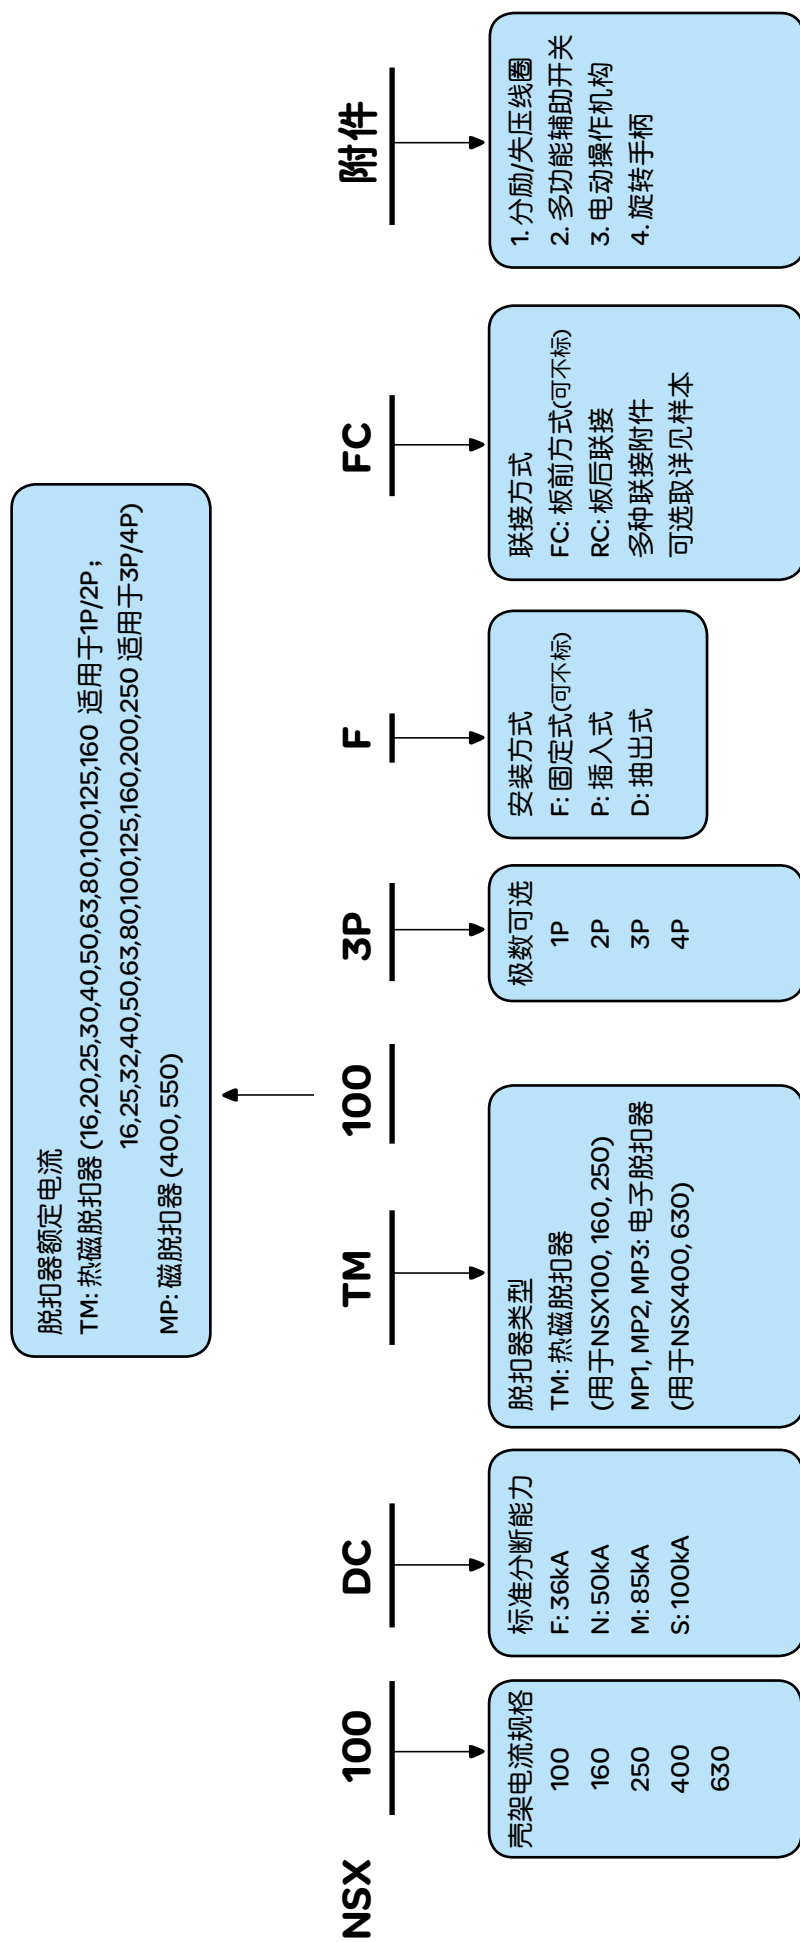 脱扣器额定电流
TM: 热磁脱扣器 (16,20,25,30,40,50,63,80,100,125,160 适用于1P/2P;
16,25,32,40,50,63,80,100,125,160,200,250 适用于3P/4P)
MP: 磁脱扣器 (400, 550)
NSX 100 DC TM 100 3P F FC 附件
壳架电流规格
100
160
250
400
630
标准分断能力
F: 36kA
N: 50kA
M: 85kA
S: 100kA
脱扣器类型
TM: 热磁脱扣器
(用于NSX100, 160, 250)
MP1, MP2, MP3: 电子脱扣器
(用于NSX400, 630)
极数可选
1P
2P
3P
4P
安装方式
F: 固定式(可不标)
P: 插入式
D: 抽出式
联接方式
FC: 板前方式(可不标)
RC: 板后联接
多种联接附件
可选取详见样本
1. 分励/失压线圈
2. 多功能辅助开关
3. 电动操作机构
4. 旋转手柄